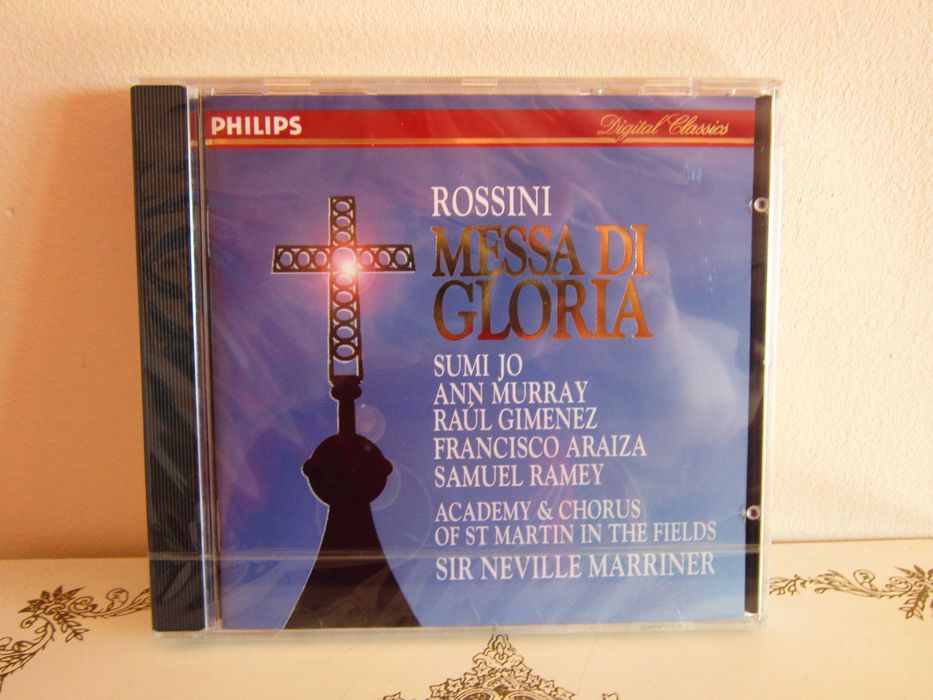 PHILIPS
Digital Classics
ROSSINI
MESSA DI
GLORIA
SUMI JO
ANN MURRAY
RAÚL GIMENEZ
FRANCISCO ARAIZA
SAMUEL RAMEY
ACADEMY & CHORUS
OF ST MARTIN IN THE FIELDS
SIR NEVILLE MARRINER